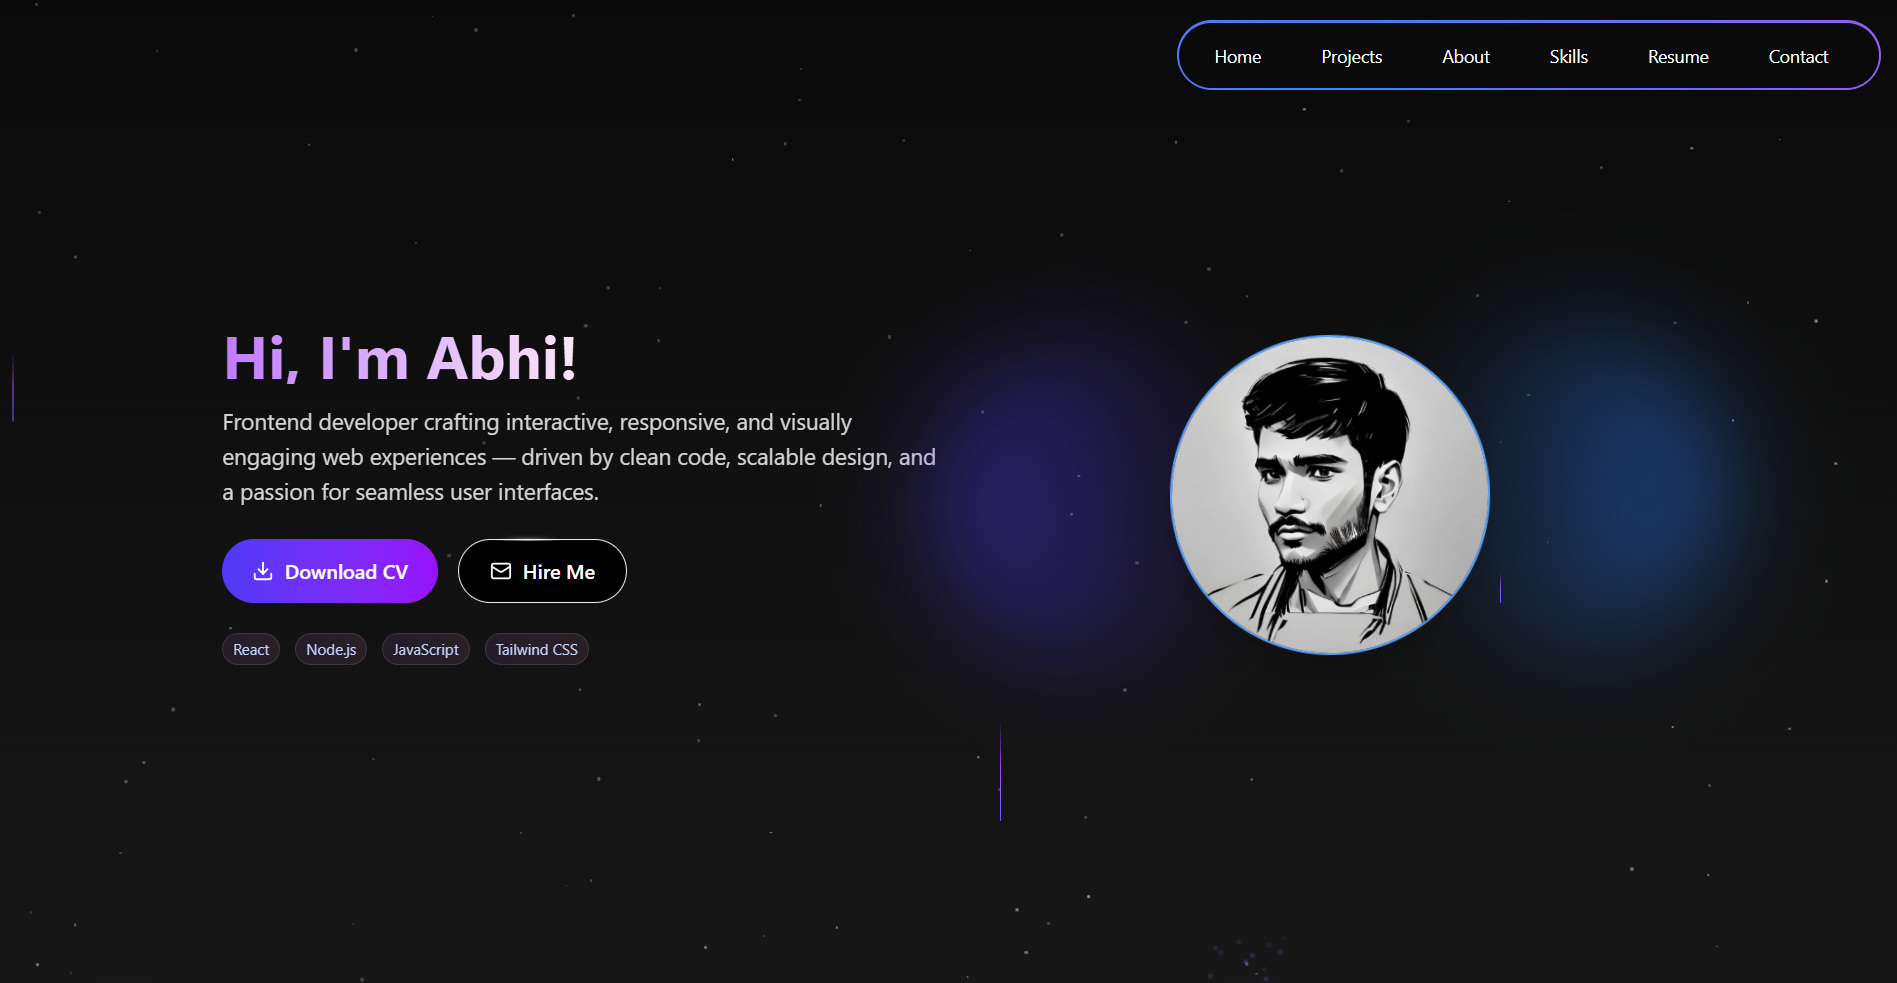 Home Projects About Skills Resume Contact
Hi, I'm Abhi!
Frontend developer crafting interactive, responsive, and visually
engaging web experiences — driven by clean code, scalable design, and
a passion for seamless user interfaces.
Download CV Hire Me
React Node.js JavaScript Tailwind CSS